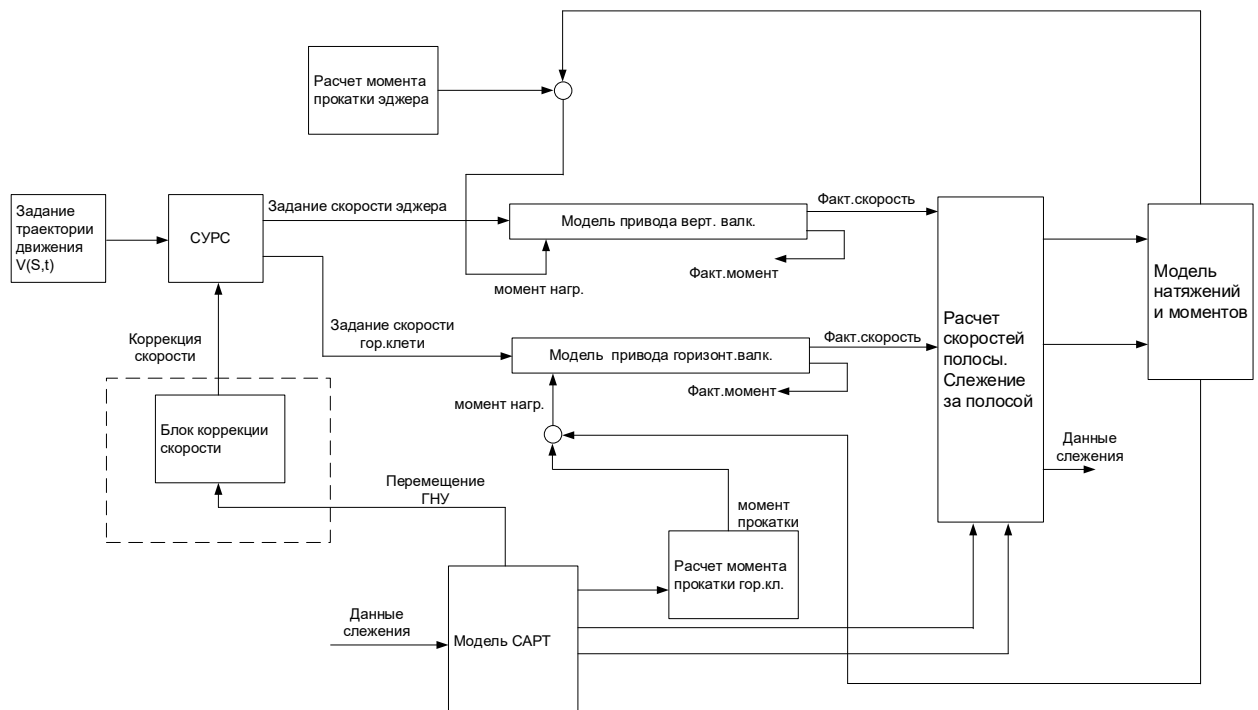 Расчет момента
прокатки эджера
Задание
траектории
движения
V(S,t)
СУРС
Задание скорости эджера
Модель привода верт. валк.
Факт.скорость
Факт.момент
момент нагр.
Задание скорости
гор.клети
Модель привода горизонт.валк.
Факт.скорость
Факт.момент
момент нагр.
Расчет
скоростей
полосы.
Слежение
за полосой
Модель
натяжений
и моментов
Коррекция
скорости
Блок коррекции
скорости
Данные
слежения
Перемещение
ГНУ
момент
прокатки
Расчет момента
прокатки гор.кл.
Данные
слежения
Модель САРТ